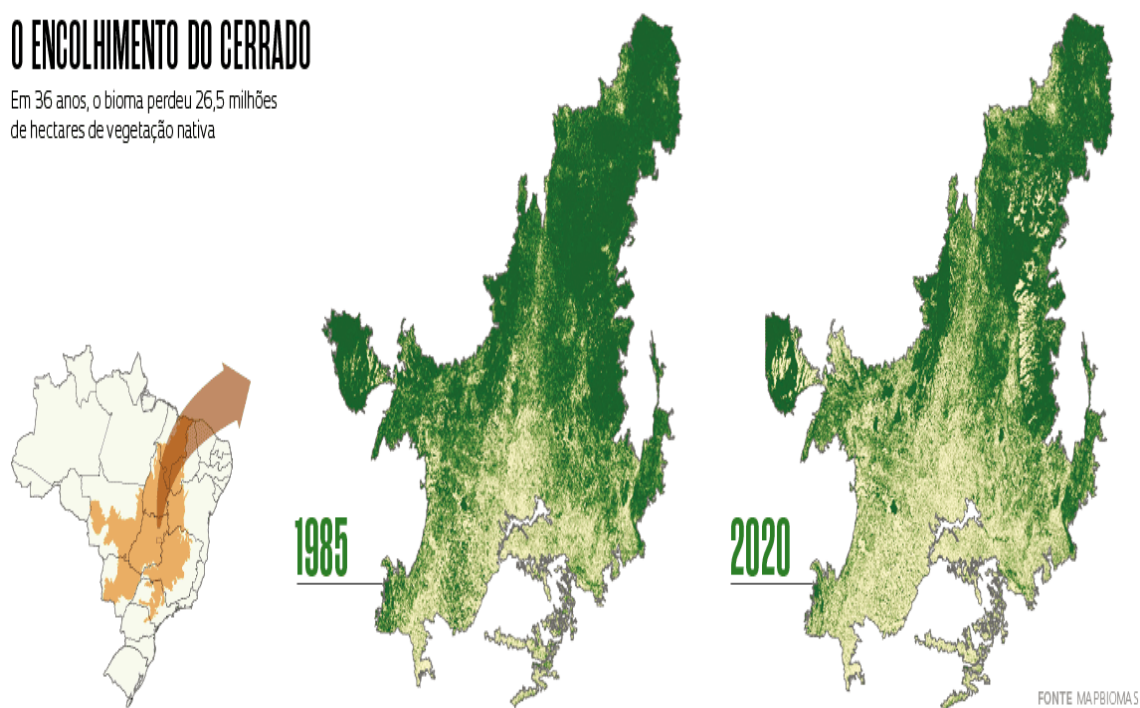 O ENCOLHIMENTO DO CERRADO
Em 36 anos, o bioma perdeu 26,5 milhões
de hectares de vegetação nativa
1985
2020
FONTE MAPBIOMAS